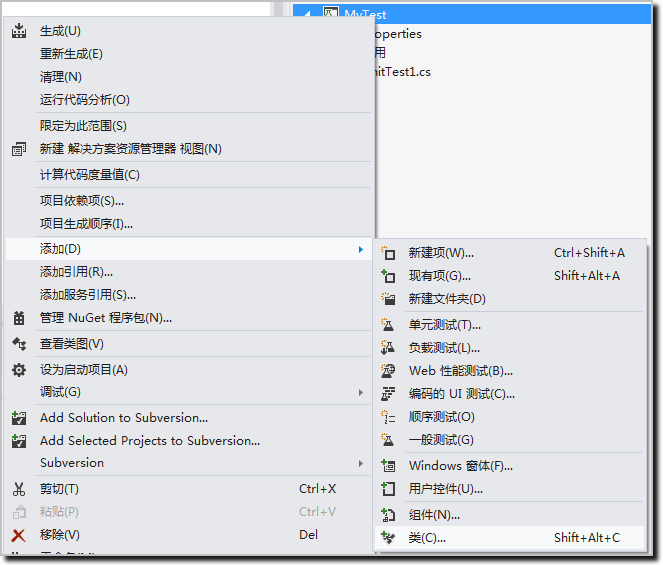 MyTest
operties
用
nitTest1.cs
生成(U)
重新生成(E)
清理(N)
运行代码分析(O)
限定为此范围(S)
新建 解决方案资源管理器 视图(N)
计算代码度量值(C)
项目依赖项(S)...
项目生成顺序(I)...
添加(D)
添加引用(R)...
添加服务引用(S)...
管理 NuGet 程序包(N)...
查看类图(V)
设为启动项目(A)
调试(G)
Add Solution to Subversion...
Add Selected Projects to Subversion...
Subversion
剪切(T) Ctrl+X
粘贴(P) Ctrl+V
移除(V) Del
新建项(W)... Ctrl+Shift+A
现有项(G)... Shift+Alt+A
新建文件夹(D)
单元测试(T)...
负载测试(L)...
Web 性能测试(B)...
编码的 UI 测试(C)...
顺序测试(O)
一般测试(G)
Windows 窗体(F)...
用户控件(U)...
组件(N)...
类(C)... Shift+Alt+C